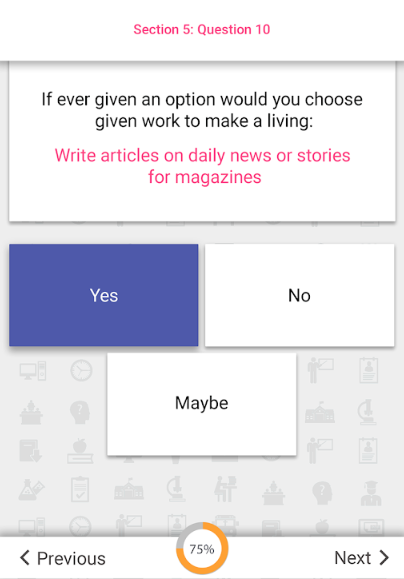 Section 5: Question 10
If ever given an option would you choose
given work to make a living:
Write articles on daily news or stories
for magazines
Yes
No
Maybe
Previous
75%
Next